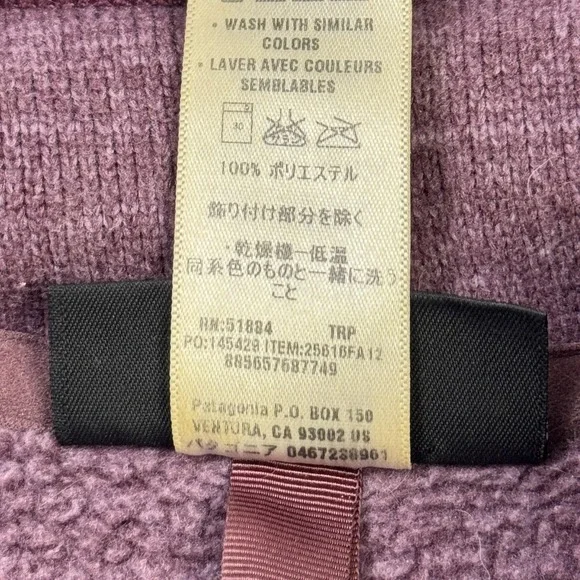 • WASH WITH SIMILAR
COLORS
• LAVER AVEC COULEURS
SEMBLABLES
30
100% ポリエステル
飾り付け部分を除く
・乾燥機－低温
同系色のものと一緒に洗う
こと
RN:51884 TRP
PO:145429 ITEM:25616FA12
885657687749
Patagonia P.O. BOX 150
VENTURA, CA 93002 US
パタゴニア 0467238961